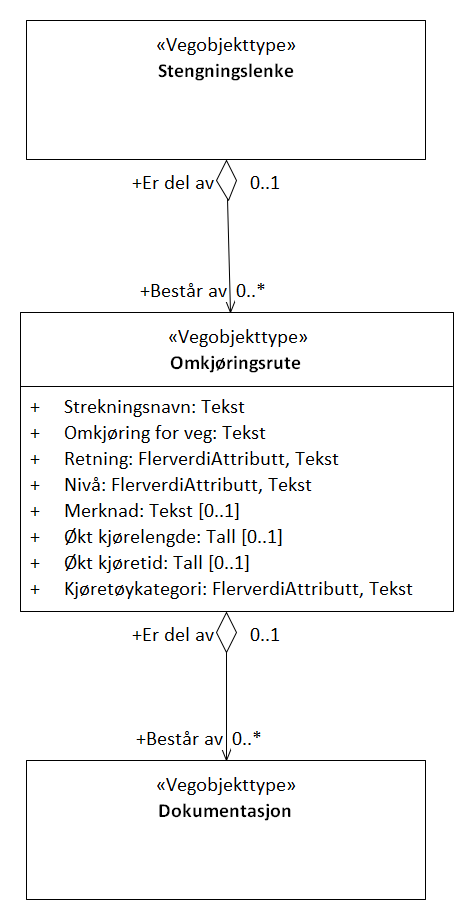 «Vegobjekttype»
Stengningslenke
+Er del av 0..1
+Består av 0..*
«Vegobjekttype»
Omkjøringsrute
+ Strekningsnavn: Tekst
+ Omkjøring for veg: Tekst
+ Retning: FlerverdiAttributt, Tekst
+ Nivå: FlerverdiAttributt, Tekst
+ Merknad: Tekst [0..1]
+ Økt kjørelengde: Tall [0..1]
+ Økt kjøretid: Tall [0..1]
+ Kjøretøykategori: FlerverdiAttributt, Tekst
+Er del av 0..1
+Består av 0..*
«Vegobjekttype»
Dokumentasjon